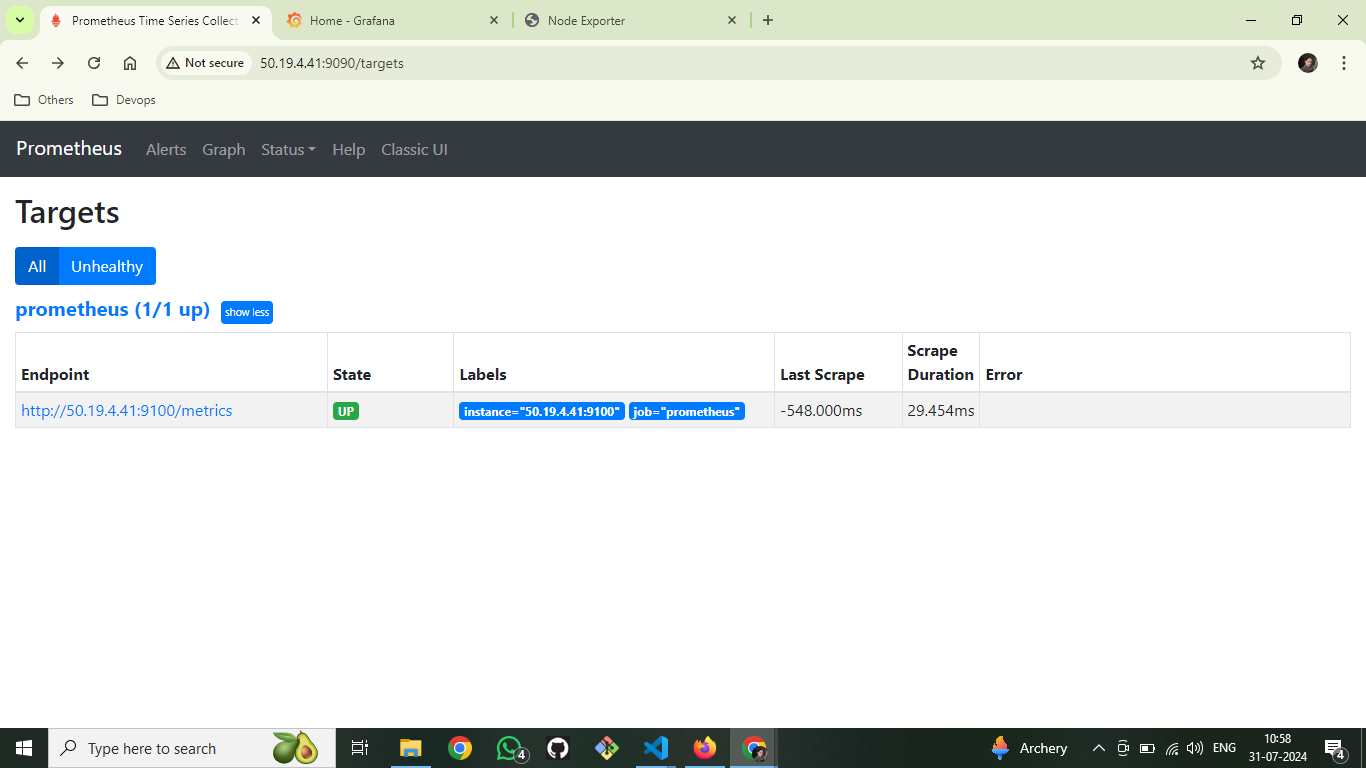 Prometheus Time Series Collect
Home - Grafana
Node Exporter
Not secure
50.19.4.41:9090/targets
Others
Devops
Prometheus Alerts Graph Status Help Classic UI
Targets
All Unhealthy
prometheus (1/1 up) show less
Endpoint State Labels Last Scrape Scrape Duration Error
http://50.19.4.41:9100/metrics UP instance="50.19.4.41:9100" job="prometheus" -548.000ms 29.454ms
Type here to search
4
Archery
ENG
10:58
31-07-2024
4